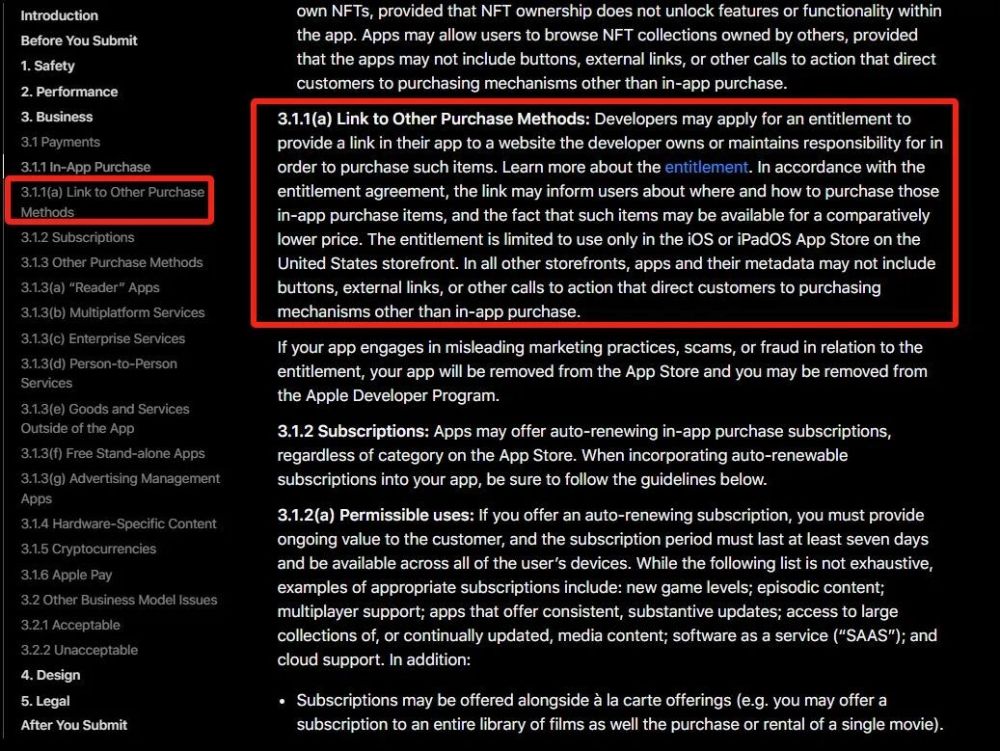 Introduction
Before You Submit
1. Safety
2. Performance
3. Business
3.1 Payments
3.1.1 In-App Purchase
3.1.1(a) Link to Other Purchase
Methods
3.1.2 Subscriptions
3.1.3 Other Purchase Methods
3.1.3(a) “Reader” Apps
3.1.3(b) Multiplatform Services
3.1.3(c) Enterprise Services
3.1.3(d) Person-to-Person
Services
3.1.3(e) Goods and Services
Outside of the App
3.1.3(f) Free Stand-alone Apps
3.1.3(g) Advertising Management
Apps
3.1.4 Hardware-Specific Content
3.1.5 Cryptocurrencies
3.1.6 Apple Pay
3.2 Other Business Model Issues
3.2.1 Acceptable
3.2.2 Unacceptable
4. Design
5. Legal
After You Submit
own NFTs, provided that NFT ownership does not unlock features or functionality within
the app. Apps may allow users to browse NFT collections owned by others, provided
that the apps may not include buttons, external links, or other calls to action that direct
customers to purchasing mechanisms other than in-app purchase.
3.1.1(a) Link to Other Purchase Methods: Developers may apply for an entitlement to
provide a link in their app to a website the developer owns or maintains responsibility for in
order to purchase such items. Learn more about the entitlement. In accordance with the
entitlement agreement, the link may inform users about where and how to purchase those
in-app purchase items, and the fact that such items may be available for a comparatively
lower price. The entitlement is limited to use only in the iOS or iPadOS App Store on the
United States storefront. In all other storefronts, apps and their metadata may not include
buttons, external links, or other calls to action that direct customers to purchasing
mechanisms other than in-app purchase.
If your app engages in misleading marketing practices, scams, or fraud in relation to the
entitlement, your app will be removed from the App Store and you may be removed from
the Apple Developer Program.
3.1.2 Subscriptions: Apps may offer auto-renewing in-app purchase subscriptions,
regardless of category on the App Store. When incorporating auto-renewable
subscriptions into your app, be sure to follow the guidelines below.
3.1.2(a) Permissible uses: If you offer an auto-renewing subscription, you must provide
ongoing value to the customer, and the subscription period must last at least seven days
and be available across all of the user’s devices. While the following list is not exhaustive,
examples of appropriate subscriptions include: new game levels; episodic content;
multiplayer support; apps that offer consistent, substantive updates; access to large
collections of, or continually updated, media content; software as a service (“SAAS”); and
cloud support. In addition:
• Subscriptions may be offered alongside à la carte offerings (e.g. you may offer a
subscription to an entire library of films as well the purchase or rental of a single movie).